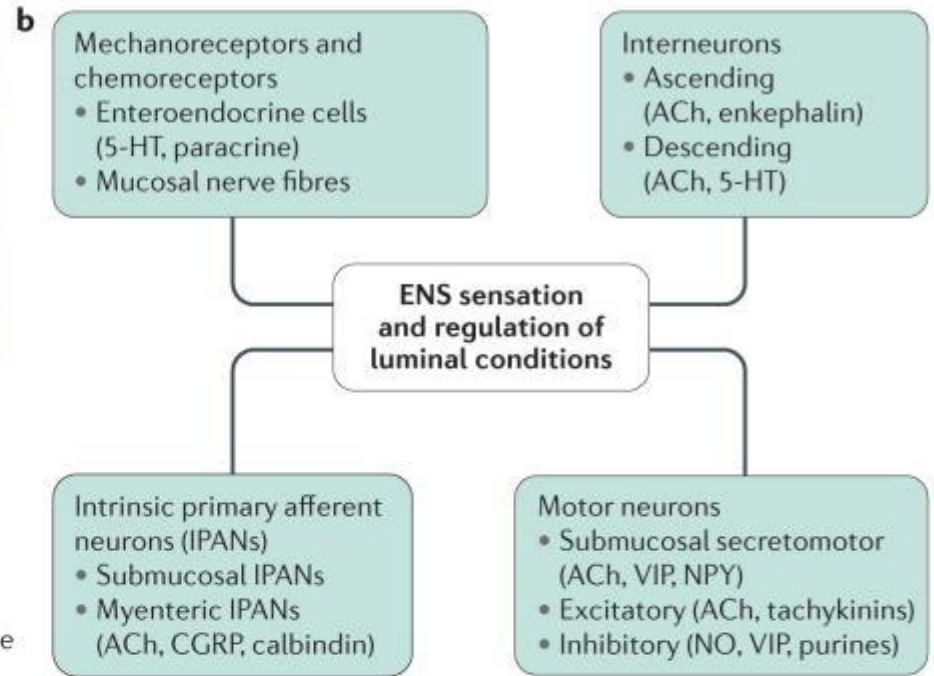 b
Mechanoreceptors and
chemoreceptors
• Enteroendocrine cells
(5-HT, paracrine)
• Mucosal nerve fibres
Interneurons
• Ascending
(ACh, enkephalin)
• Descending
(ACh, 5-HT)
ENS sensation
and regulation of
luminal conditions
Intrinsic primary afferent
neurons (IPANs)
• Submucosal IPANs
• Myenteric IPANs
(ACh, CGRP, calbindin)
Motor neurons
• Submucosal secretomotor
(ACh, VIP, NPY)
• Excitatory (ACh, tachykinins)
• Inhibitory (NO, VIP, purines)
e